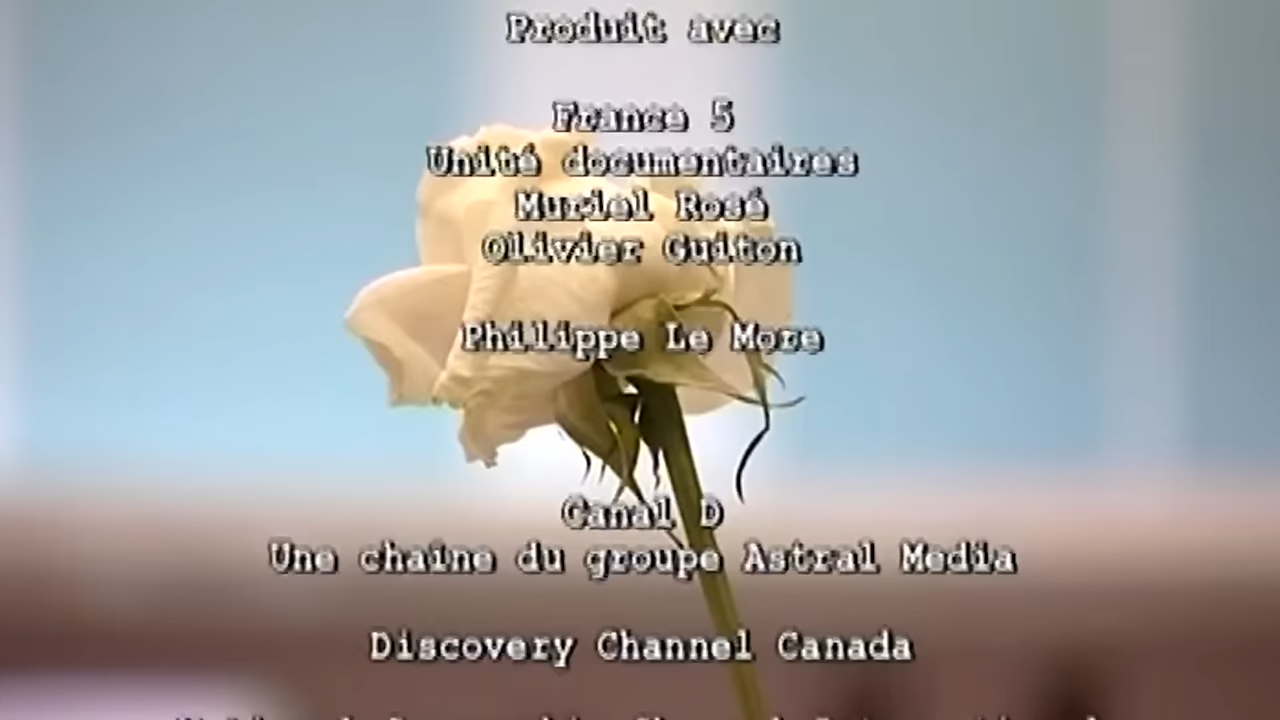 Produit avec
France 5
Unité documentaires
Muriel Rosé
Olivier Guiton
Philippe Le More
Canal D
Une chaîne du groupe Astral Media
Discovery Channel Canada